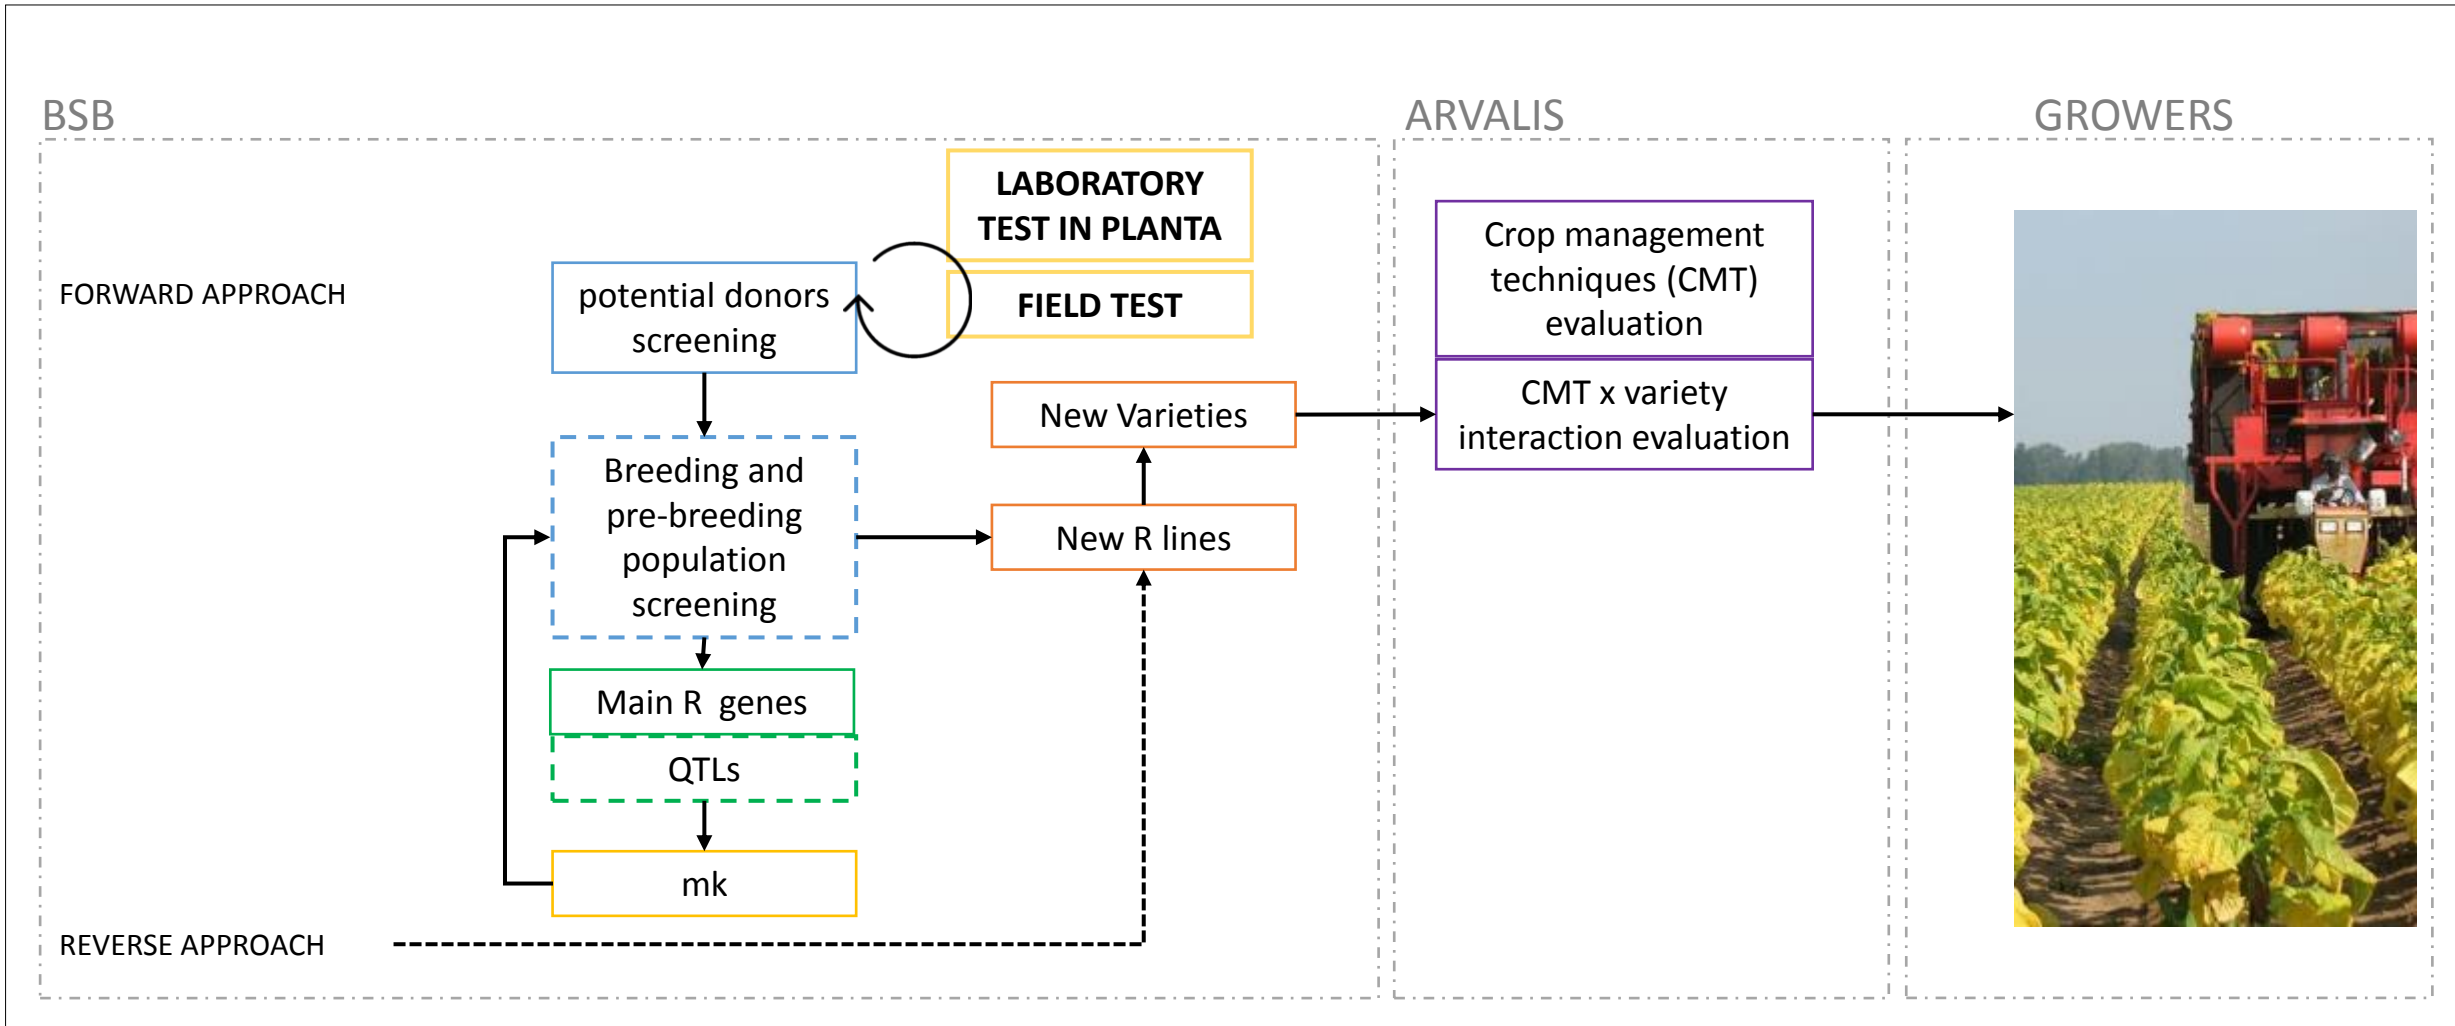 BSB
ARVALIS
GROWERS
LABORATORY
TEST IN PLANTA
FIELD TEST
FORWARD APPROACH
potential donors
screening
Breeding and
pre-breeding
population
screening
Main R  genes
QTLs
mk
New Varieties
New R lines
REVERSE APPROACH
Crop management
techniques (CMT)
evaluation
CMT x variety
interaction evaluation